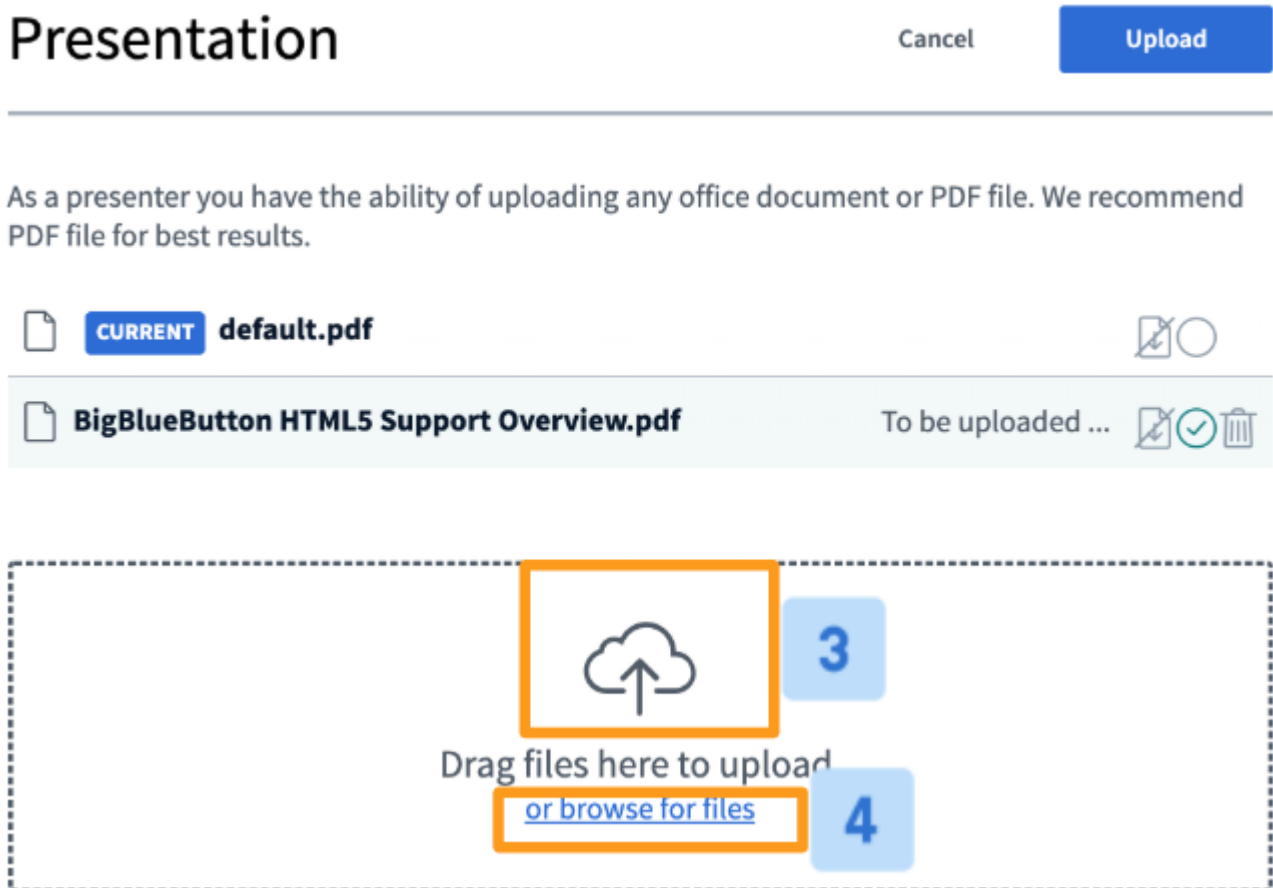 Presentation
Cancel
Upload
As a presenter you have the ability of uploading any office document or PDF file. We recommend
PDF file for best results.
CURRENT default.pdf
BigBlueButton HTML5 Support Overview.pdf To be uploaded ...
3
Drag files here to upload
or browse for files
4